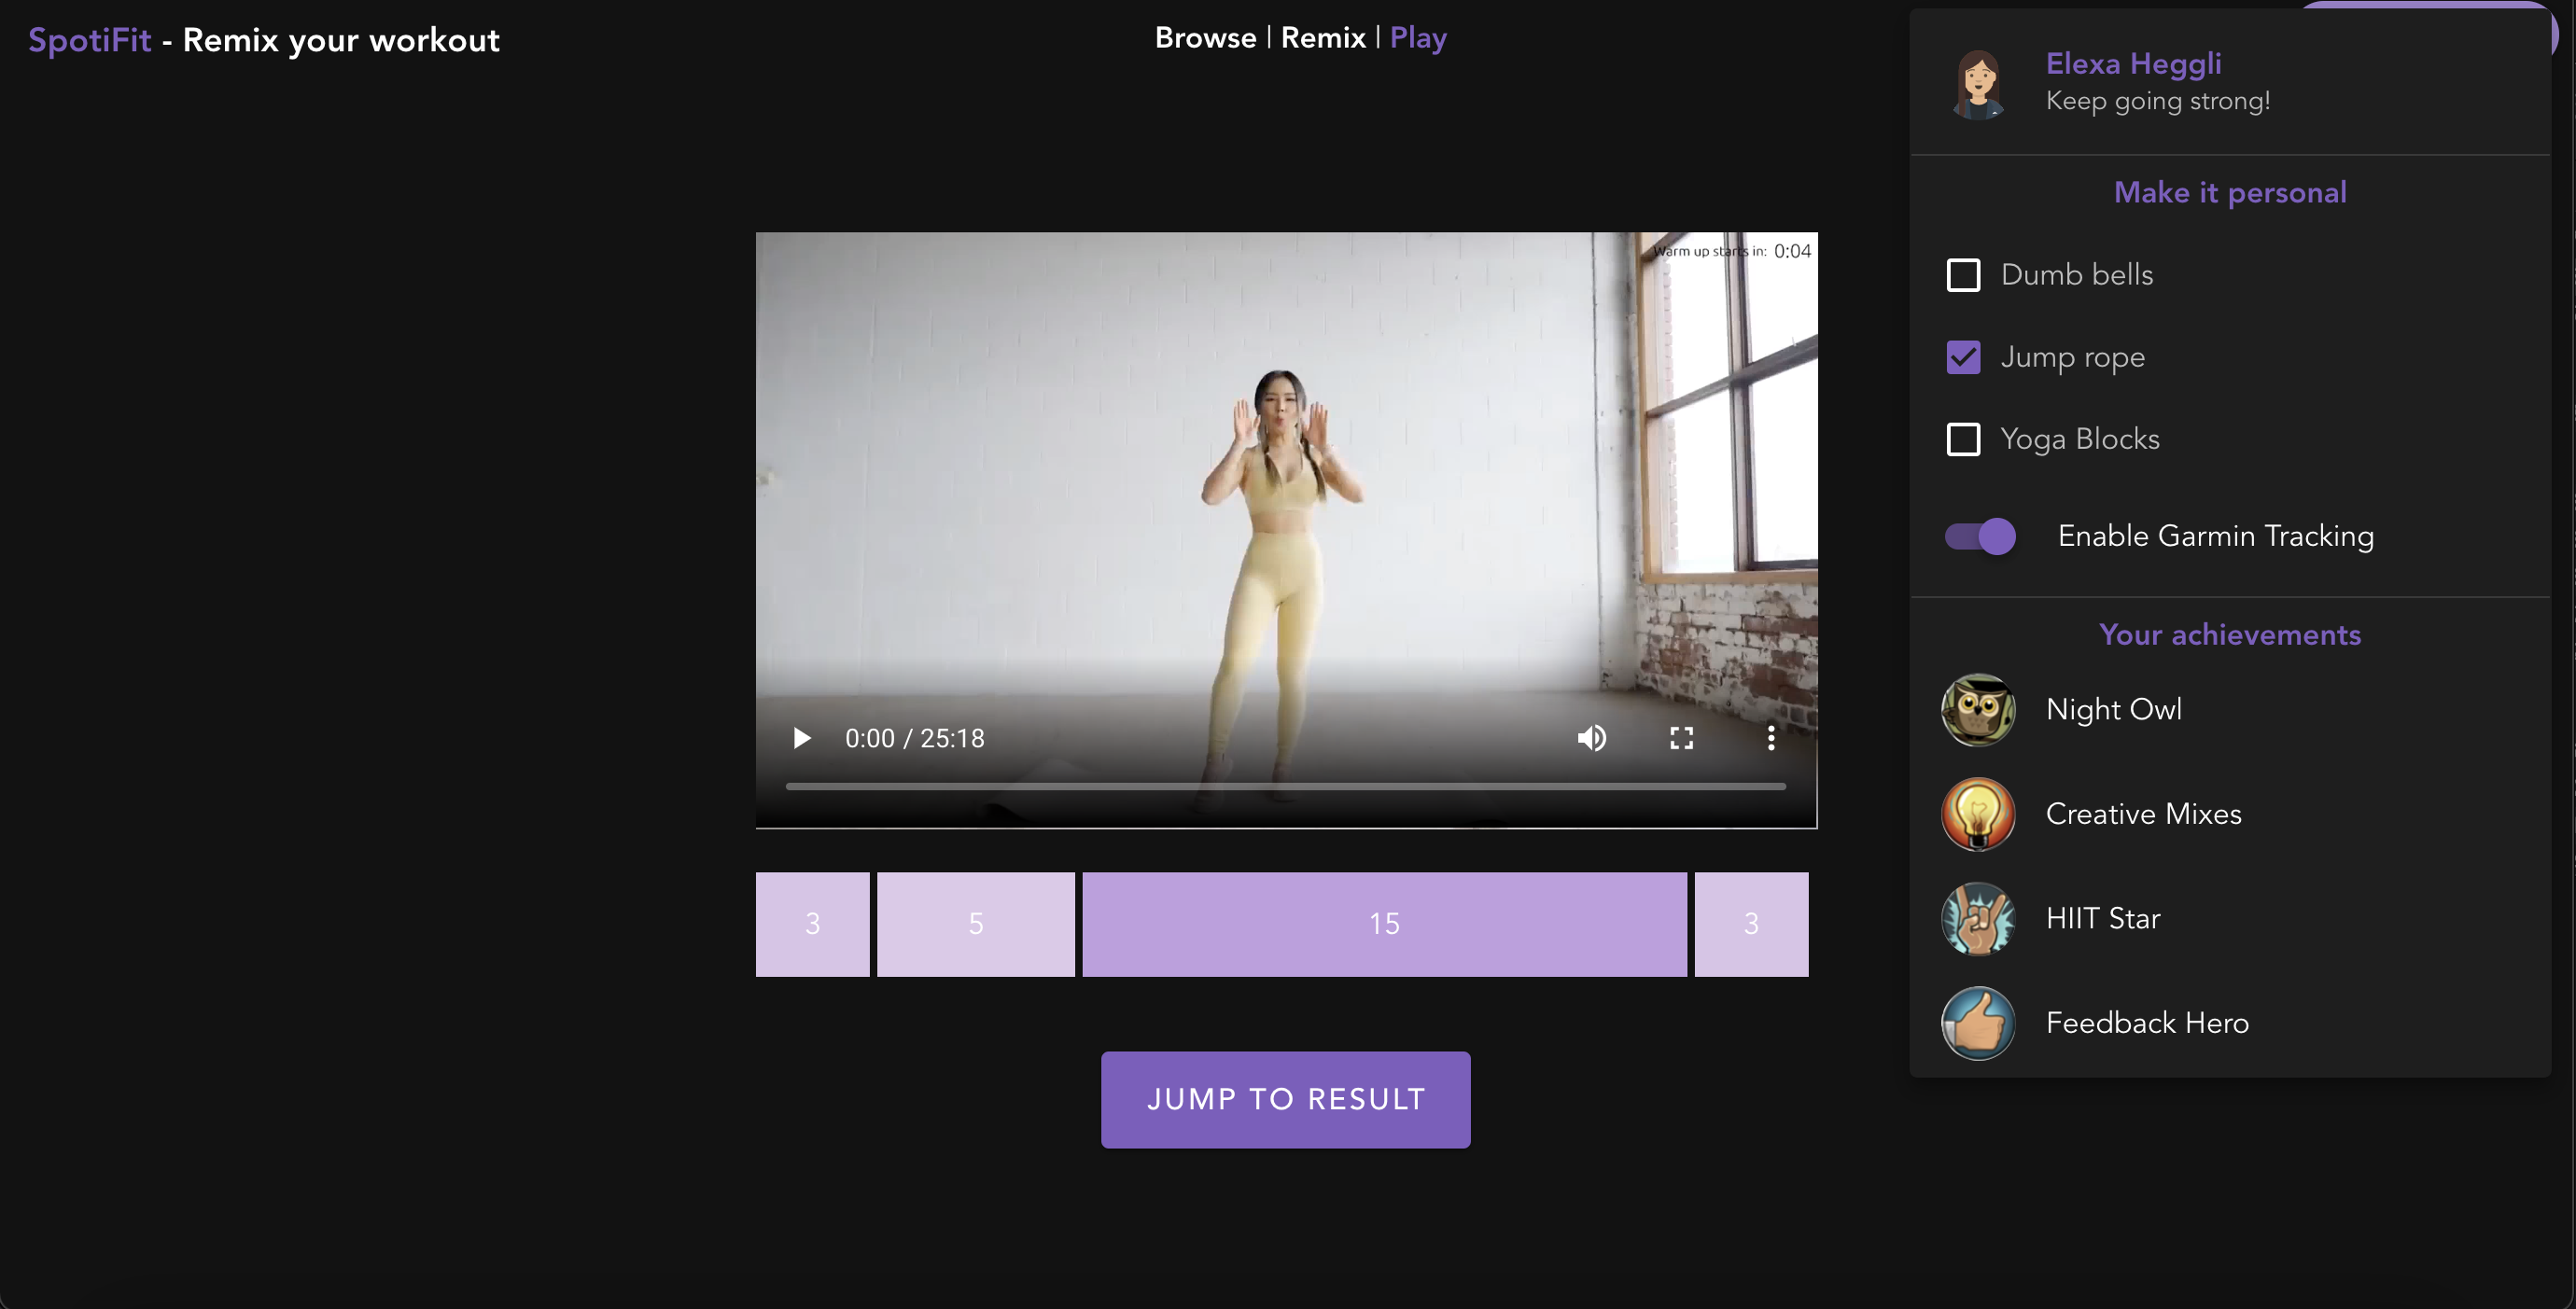 SpotiFit - Remix your workout
Browse | Remix | Play
Elexa Heggli
Keep going strong!
Make it personal
Dumb bells
Jump rope
Yoga Blocks
Enable Garmin Tracking
Your achievements
Night Owl
Creative Mixes
HIIT Star
Feedback Hero
Warm up starts in: 0:04
0:00 / 25:18
3
5
15
3
JUMP TO RESULT